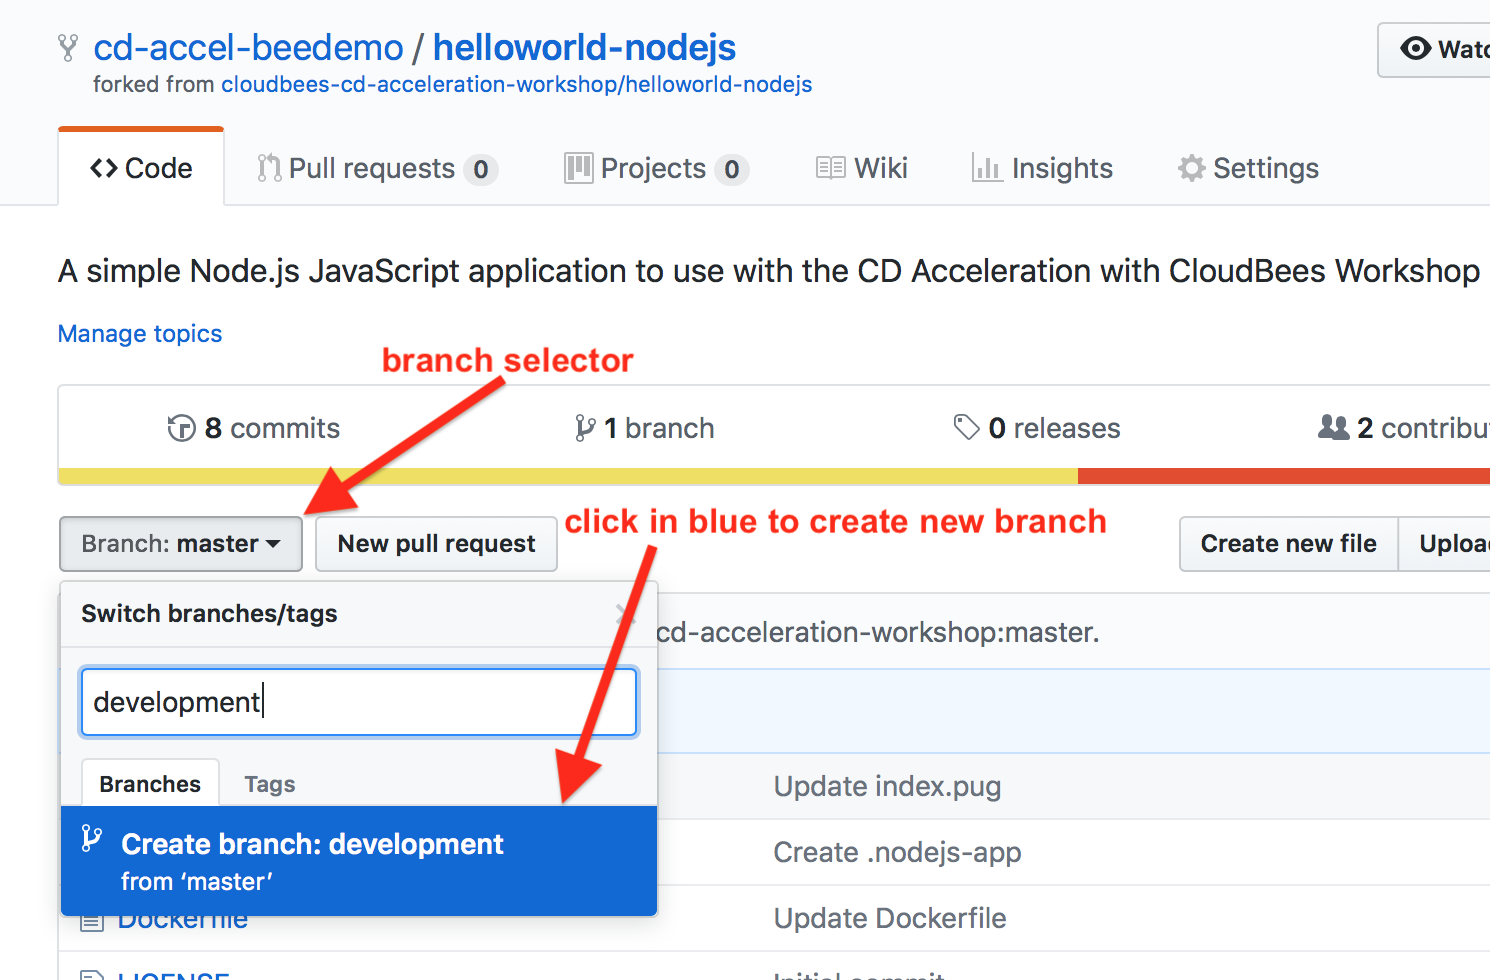 cd-accel-beedemo / helloworld-nodejs
Watc
forked from cloudbees-cd-acceleration-workshop/helloworld-nodejs
Code
Pull requests 0
Projects 0
Wiki
Insights
Settings
A simple Node.js JavaScript application to use with the CD Acceleration with CloudBees Workshop
Manage topics
branch selector
8 commits
1 branch
0 releases
2 contribu
click in blue to create new branch
Branch: master
New pull request
Create new file
Uploa
Switch branches/tags
cd-acceleration-workshop:master.
development
Branches
Tags
Update index.pug
Create branch: development
from ‘master’
Create .nodejs-app
Dockerfile
Update Dockerfile
LICENSE
Initial commit